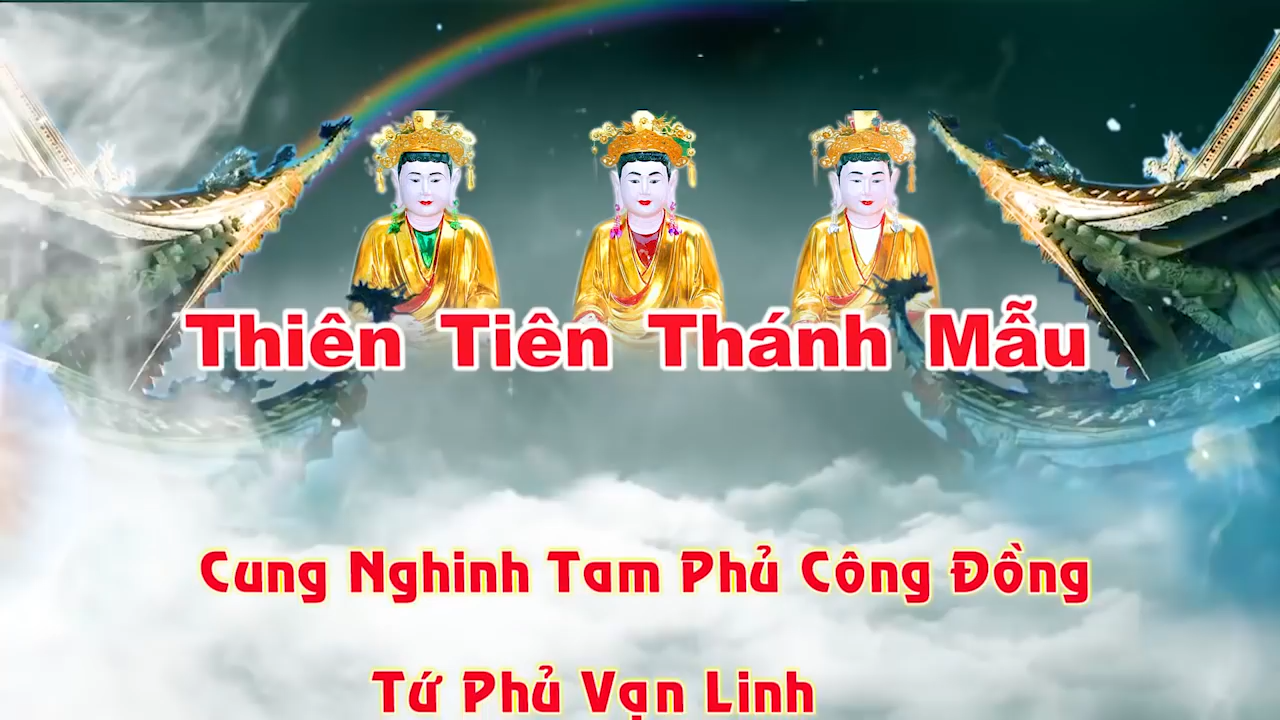 Thiên Tiên Thánh Mẫu
Cung Nghinh Tam Phủ Công Đồng
Tứ Phủ Vạn Linh